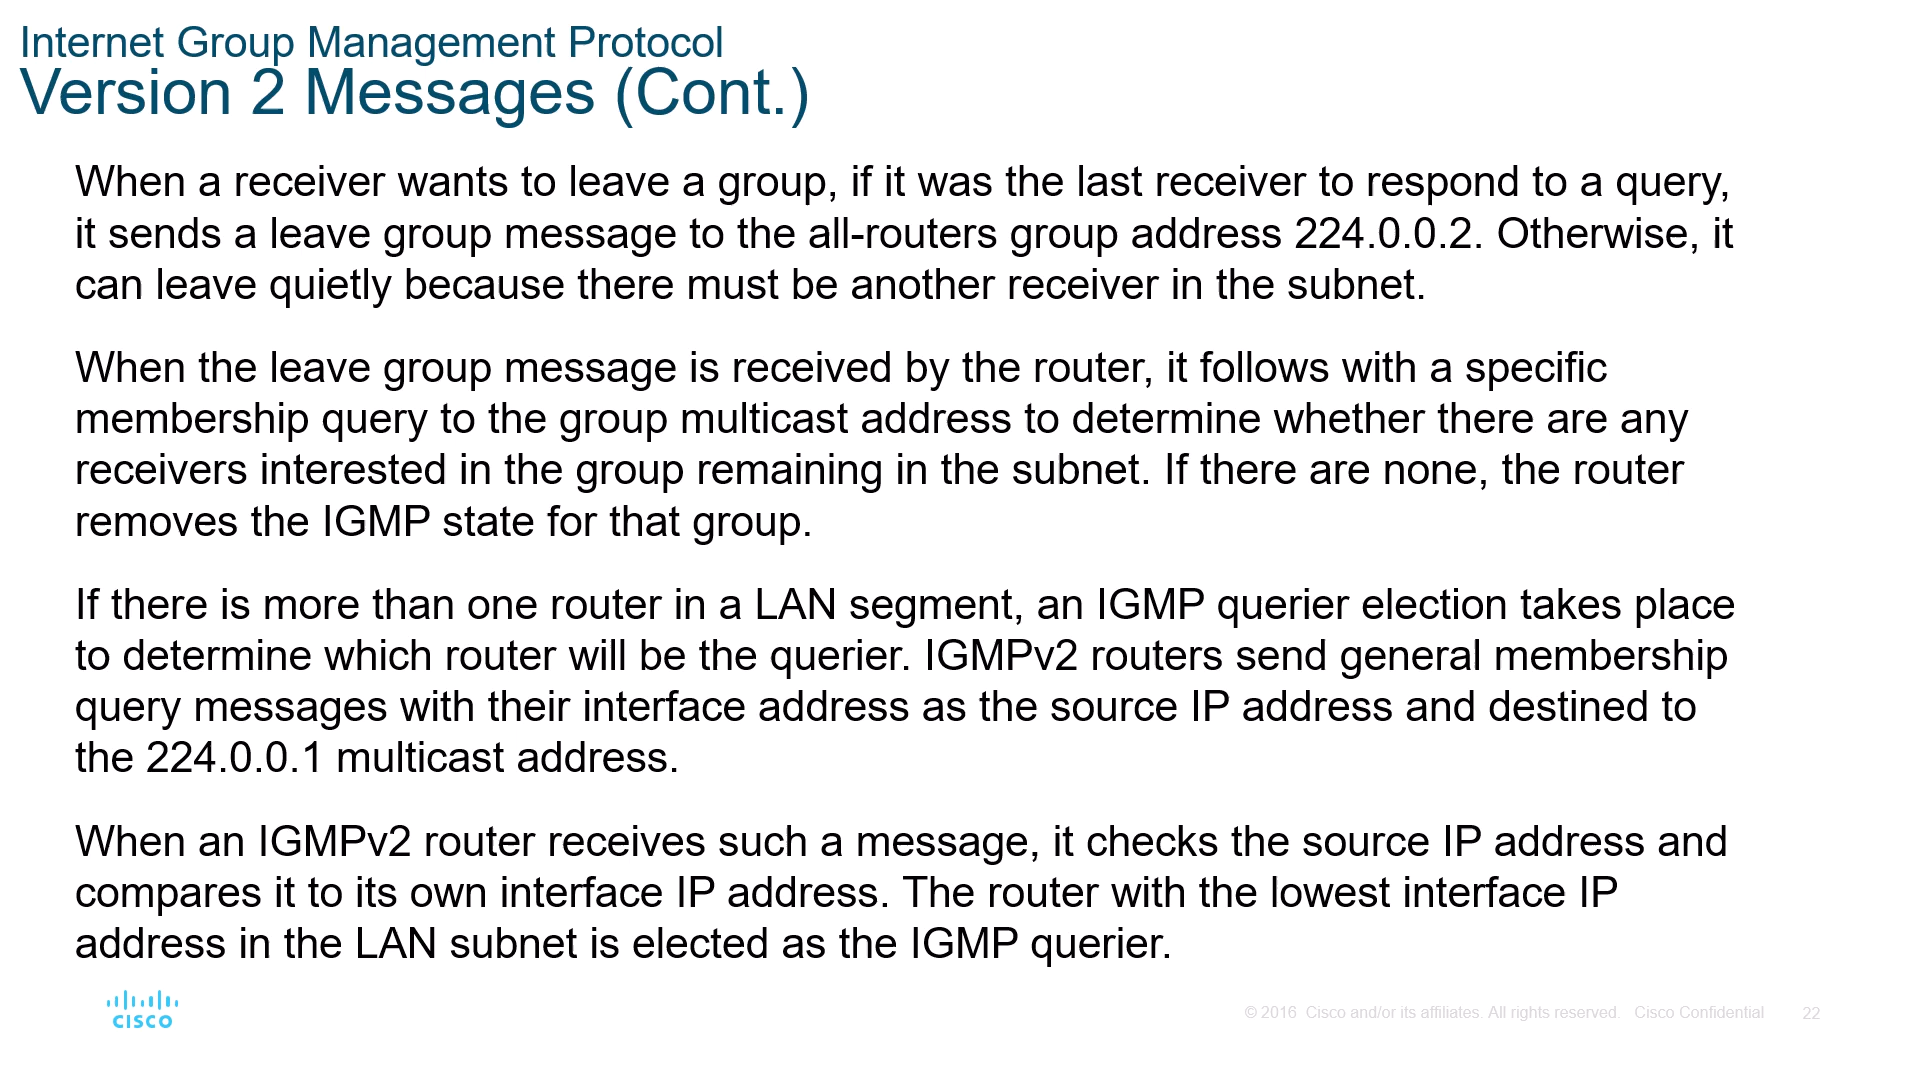 Internet Group Management Protocol
Version 2 Messages (Cont.)
When a receiver wants to leave a group, if it was the last receiver to respond to a query,
it sends a leave group message to the all-routers group address 224.0.0.2. Otherwise, it
can leave quietly because there must be another receiver in the subnet.
When the leave group message is received by the router, it follows with a specific
membership query to the group multicast address to determine whether there are any
receivers interested in the group remaining in the subnet. If there are none, the router
removes the IGMP state for that group.
If there is more than one router in a LAN segment, an IGMP querier election takes place
to determine which router will be the querier. IGMPv2 routers send general membership
query messages with their interface address as the source IP address and destined to
the 224.0.0.1 multicast address.
When an IGMPv2 router receives such a message, it checks the source IP address and
compares it to its own interface IP address. The router with the lowest interface IP
address in the LAN subnet is elected as the IGMP querier.
CISCO
© 2016 Cisco and/or its affiliates. All rights reserved. Cisco Confidential 22